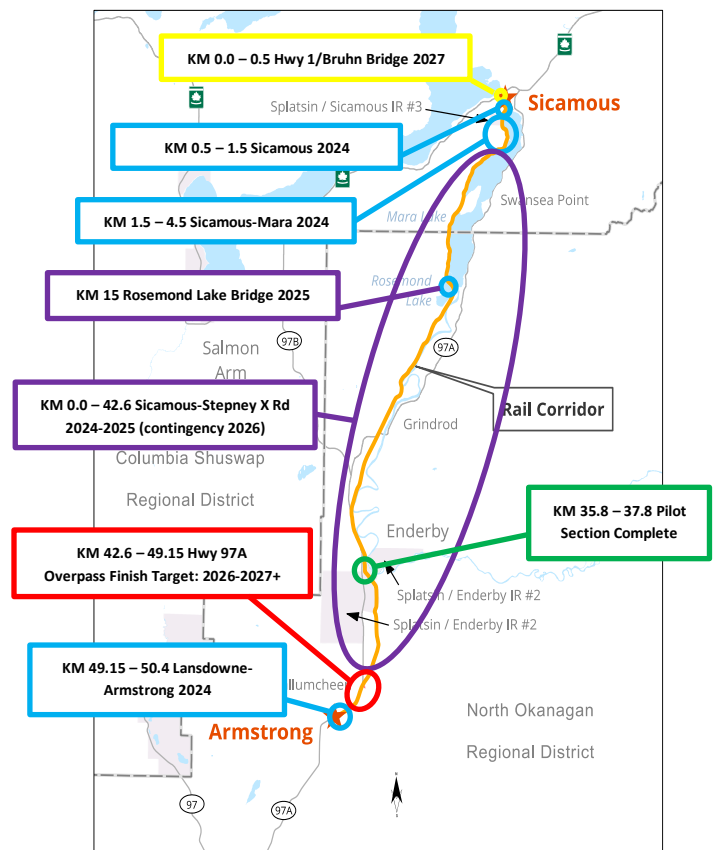 KM 0.0 – 0.5 Hwy 1/Bruhn Bridge 2027
Sicamous
Splatsin / Sicamous IR #3
KM 0.5 – 1.5 Sicamous 2024
KM 1.5 – 4.5 Sicamous-Mara 2024
Swansea Point
Mara Lake
KM 15 Rosemond Lake Bridge 2025
Rosemond
Lake
97B
97A
Salmon
Arm
KM 0.0 – 42.6 Sicamous-Stepney X Rd
2024-2025 (contingency 2026)
Rail Corridor
Grindrod
Columbia Shuswap
Regional District
KM 35.8 – 37.8 Pilot
Section Complete
Enderby
KM 42.6 – 49.15 Hwy 97A
Overpass Finish Target: 2026-2027+
Splatsin / Enderby IR #2
Splatsin / Enderby IR #2
KM 49.15 – 50.4 Lansdowne-
Armstrong 2024
llumchee
Armstrong
North Okanagan
Regional District
97
97A